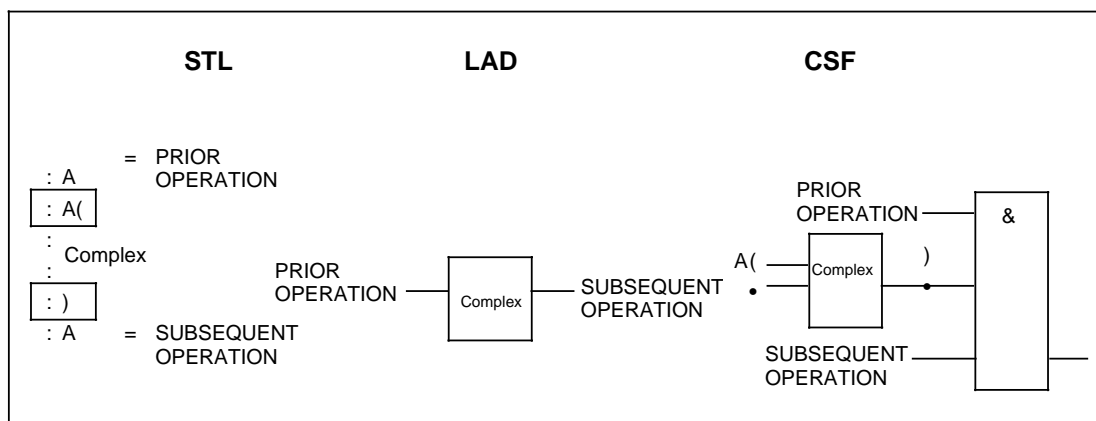 STL LAD CSF
= PRIOR
OPERATION
: A
: A(
:
Complex
:
: )
: A = SUBSEQUENT
OPERATION
PRIOR
OPERATION
Complex
SUBSEQUENT
OPERATION
PRIOR
OPERATION
&
A(
Complex
)
SUBSEQUENT
OPERATION